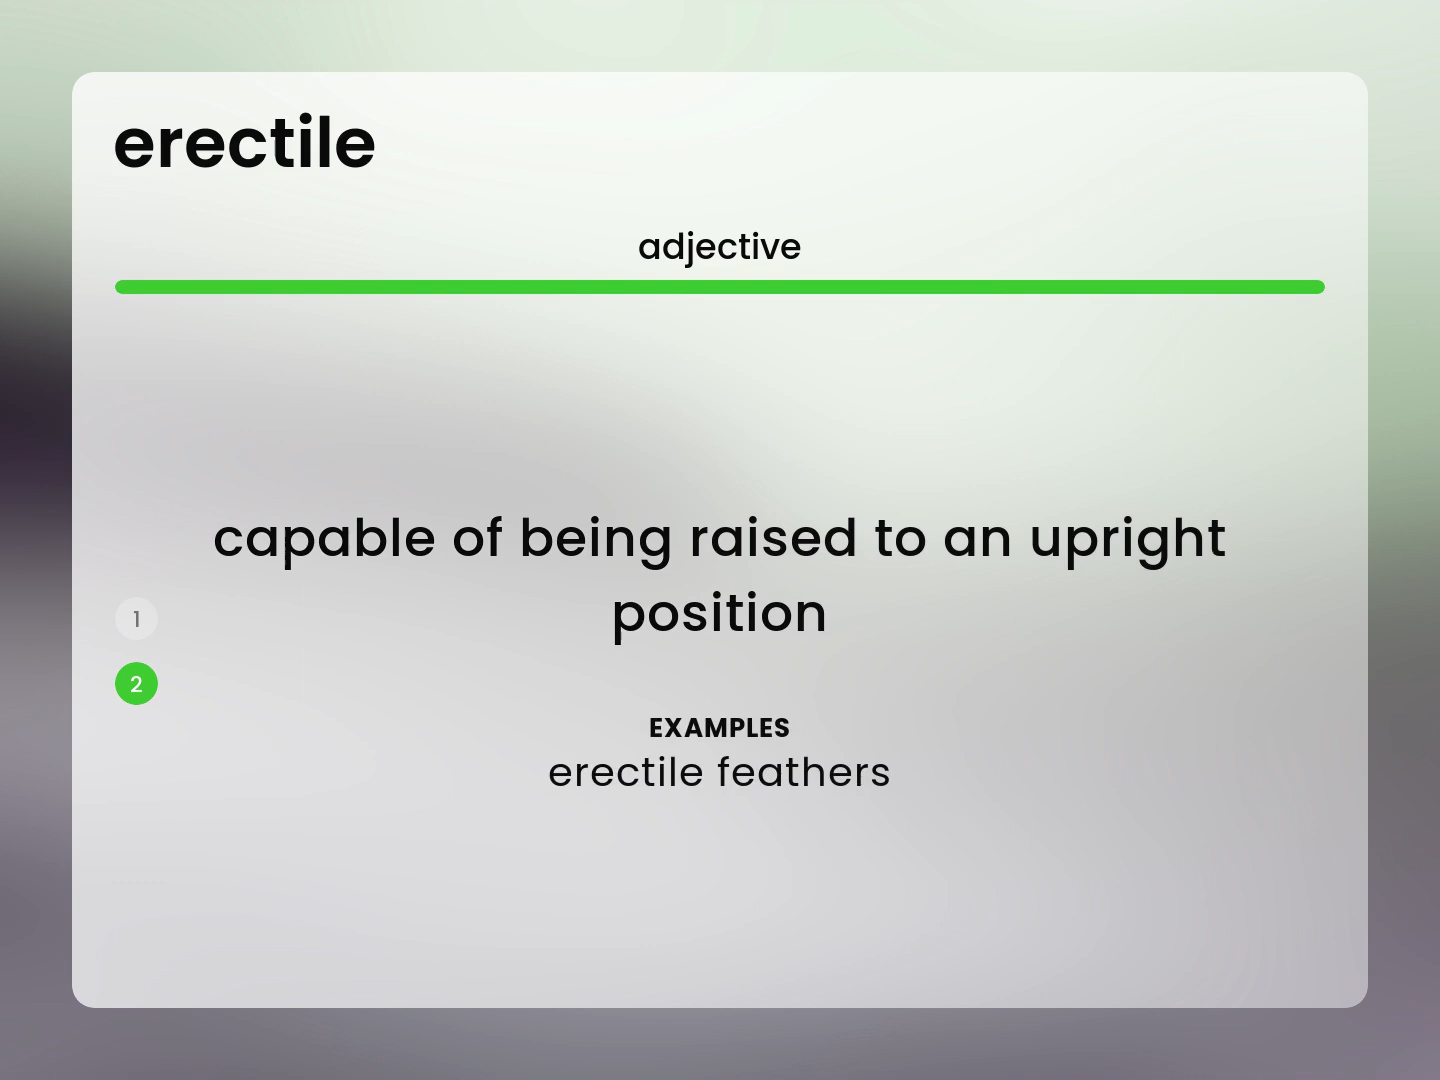 erectile
adjective
capable of being raised to an upright
position
1
2
EXAMPLES
erectile feathers